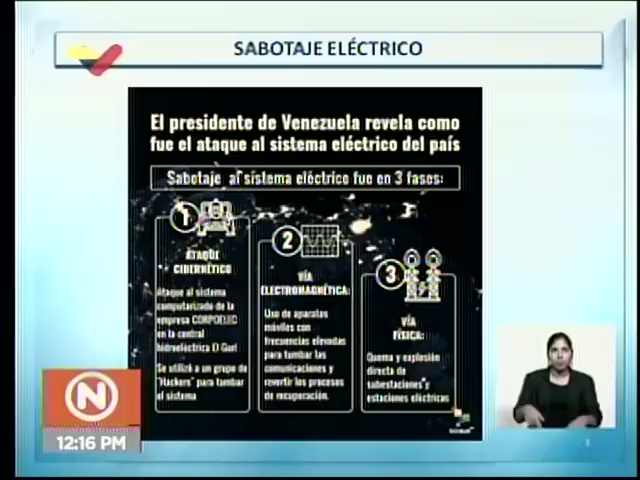 SABOTAJE ELÉCTRICO
El presidente de Venezuela revela como
fue el ataque al sistema eléctrico del país
Sabotaje al sistema eléctrico fue en 3 fases:
1
ATAQUE
CIBERNÉTICO
Ataque al sistema
computarizado de la
empresa CORPOELEC
en la central
hidroeléctrica El Guri
Se utilizó a un grupo de
"Hackers" para tumbar
el sistema
2
VÍA
ELECTROMAGNÉTICA:
Uso de aparatos
móviles con
frecuencias elevadas
para tumbar las
comunicaciones y
revertir los procesos
de recuperación.
3
VÍA
FÍSICA:
Quema y explosión
directa de
subestaciones y
estaciones eléctricas
N
12:16 PM